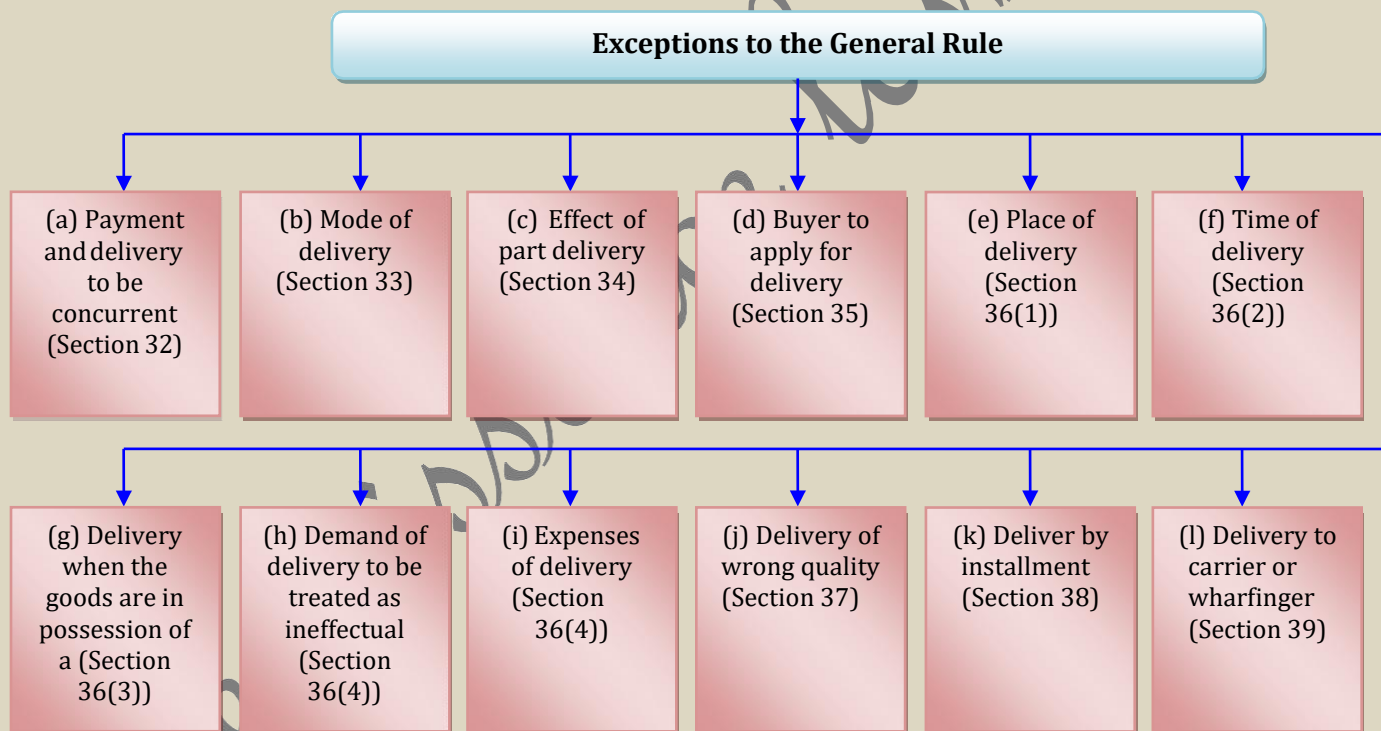 Exceptions to the General Rule
(a) Payment
and delivery
to be
concurrent
(Section 32)
(b) Mode of
delivery
(Section 33)
(c) Effect of
part delivery
(Section 34)
(d) Buyer to
apply for
delivery
(Section 35)
(e) Place of
delivery
(Section
36(1))
(f) Time of
delivery
(Section
36(2))
(g) Delivery
when the
goods are in
possession of
a (Section
36(3))
(h) Demand of
delivery to be
treated as
ineffectual
(Section
36(4))
(i) Expenses
of delivery
(Section
36(4))
(j) Delivery of
wrong quality
(Section 37)
(k) Deliver by
installment
(Section 38)
(l) Delivery to
carrier or
wharfinger
(Section 39)